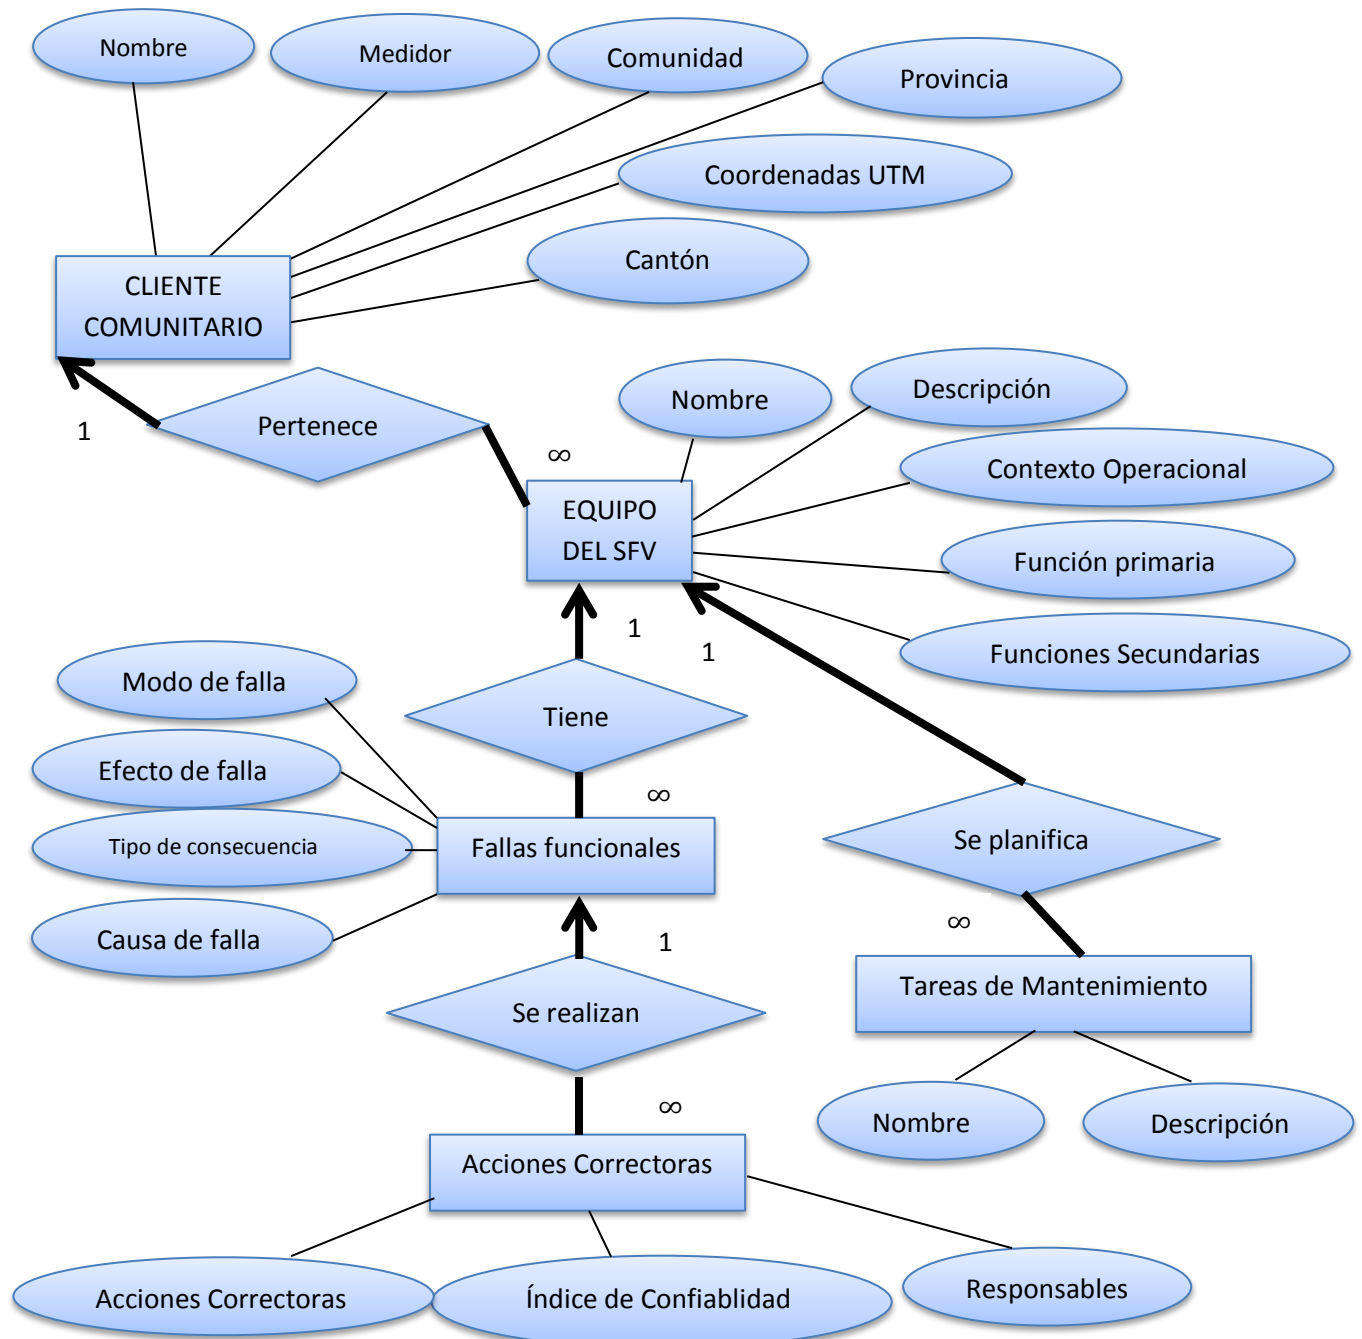 Nombre
Medidor
Comunidad
Provincia
Coordenadas UTM
Cantón
CLIENTE
COMUNITARIO
1
Pertenece
∞
Nombre
Descripción
Contexto Operacional
EQUIPO
DEL SFV
Función primaria
Funciones Secundarias
1
1
Modo de falla
Tiene
Efecto de falla
∞
Tipo de consecuencia
Fallas funcionales
Se planifica
Causa de falla
1
∞
Se realizan
Tareas de Mantenimiento
∞
Nombre
Descripción
Acciones Correctoras
Acciones Correctoras
Índice de Confiablidad
Responsables